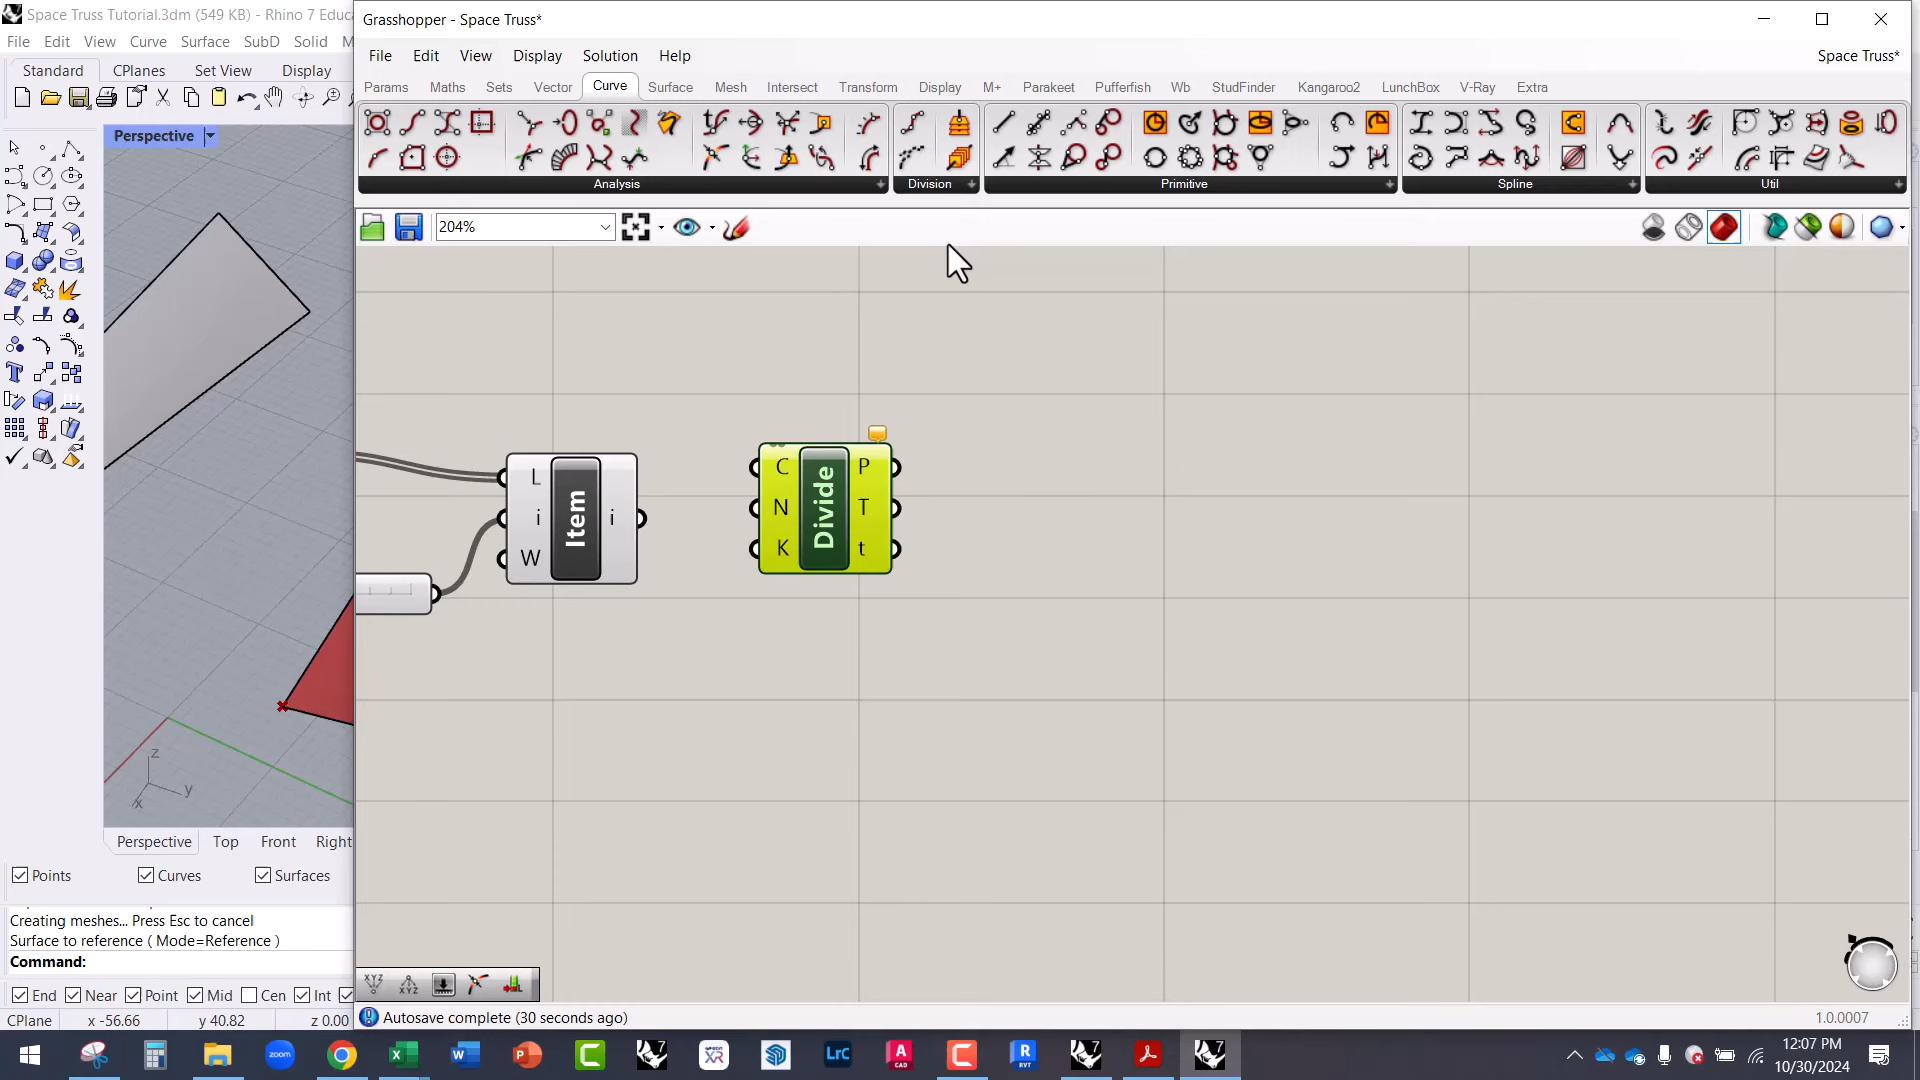 Space Truss Tutorial.3dm (549 KB) - Rhino 7 Educa
File Edit View Curve Surface SubD Solid M
Standard CPlanes Set View Display
Perspective
Grasshopper - Space Truss*
File Edit View Display Solution Help
Space Truss*
Params Maths Sets Vector Curve Surface Mesh Intersect Transform Display M+ Parakeet Pufferfish Wb StudFinder Kangaroo2 LunchBox V-Ray Extra
Analysis Division Primitive Spline Util
204%
L
i
W
Item
i
C
N
K
Divide
P
T
t
z
y
x
Perspective Top Front Right
Points Curves Surfaces
Creating meshes... Press Esc to cancel
Surface to reference ( Mode=Reference )
Command:
End Near Point Mid Cen Int
CPlane x -56.66 y 40.82 z 0.00
Autosave complete (30 seconds ago)
1.0.0007
12:07 PM
10/30/2024